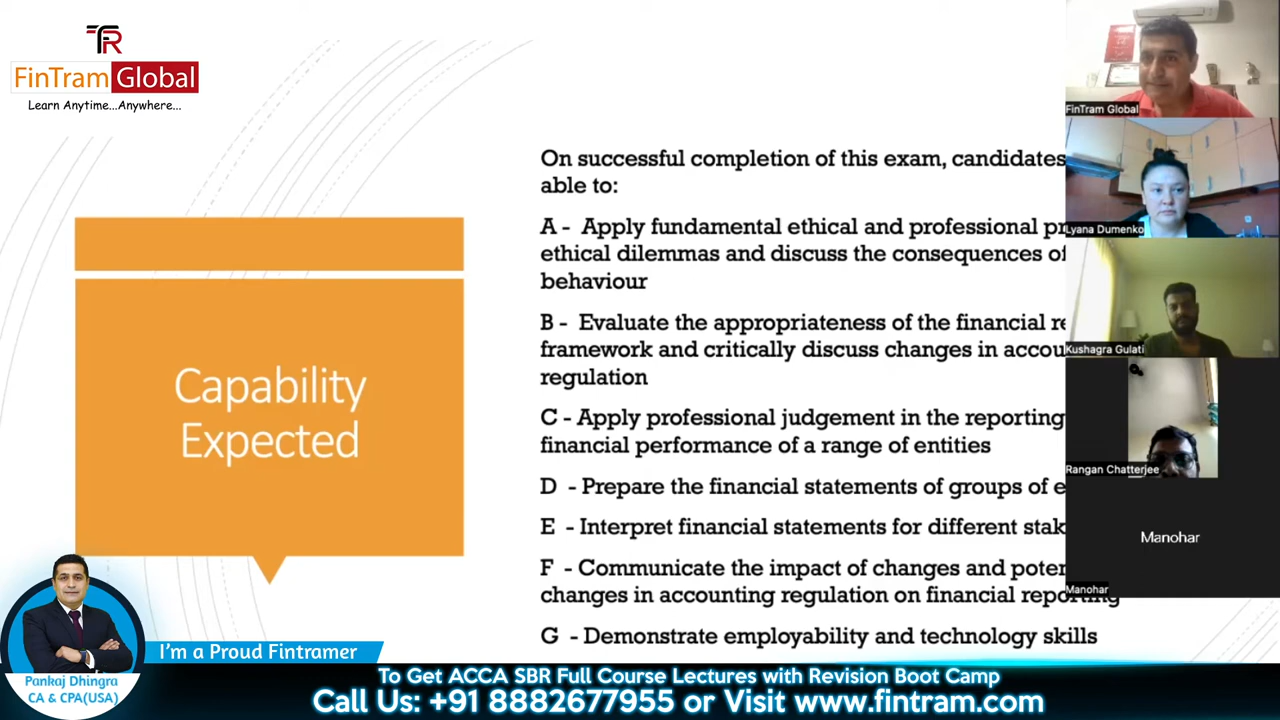 FR
FinTram Global
Learn Anytime...Anywhere...
Capability
Expected
On successful completion of this exam, candidates
able to:
A - Apply fundamental ethical and professional
ethical dilemmas and discuss the consequences of
behaviour
B - Evaluate the appropriateness of the financial
framework and critically discuss changes in
regulation
C - Apply professional judgement in the reporting
financial performance of a range of entities
D - Prepare the financial statements of groups of
E - Interpret financial statements for different
F - Communicate the impact of changes and
changes in accounting regulation on financial reporting
G - Demonstrate employability and technology skills
FinTram Global
Lyana Dumenko
Kushagra Gulati
Rangan Chatterjee
Manohar
Manohar
I'm a Proud Fintramer
Pankaj Dhingra
CA & CPA(USA)
To Get ACCA SBR Full Course Lectures with Revision Boot Camp
Call Us: +91 8882677955 or Visit www.fintram.com